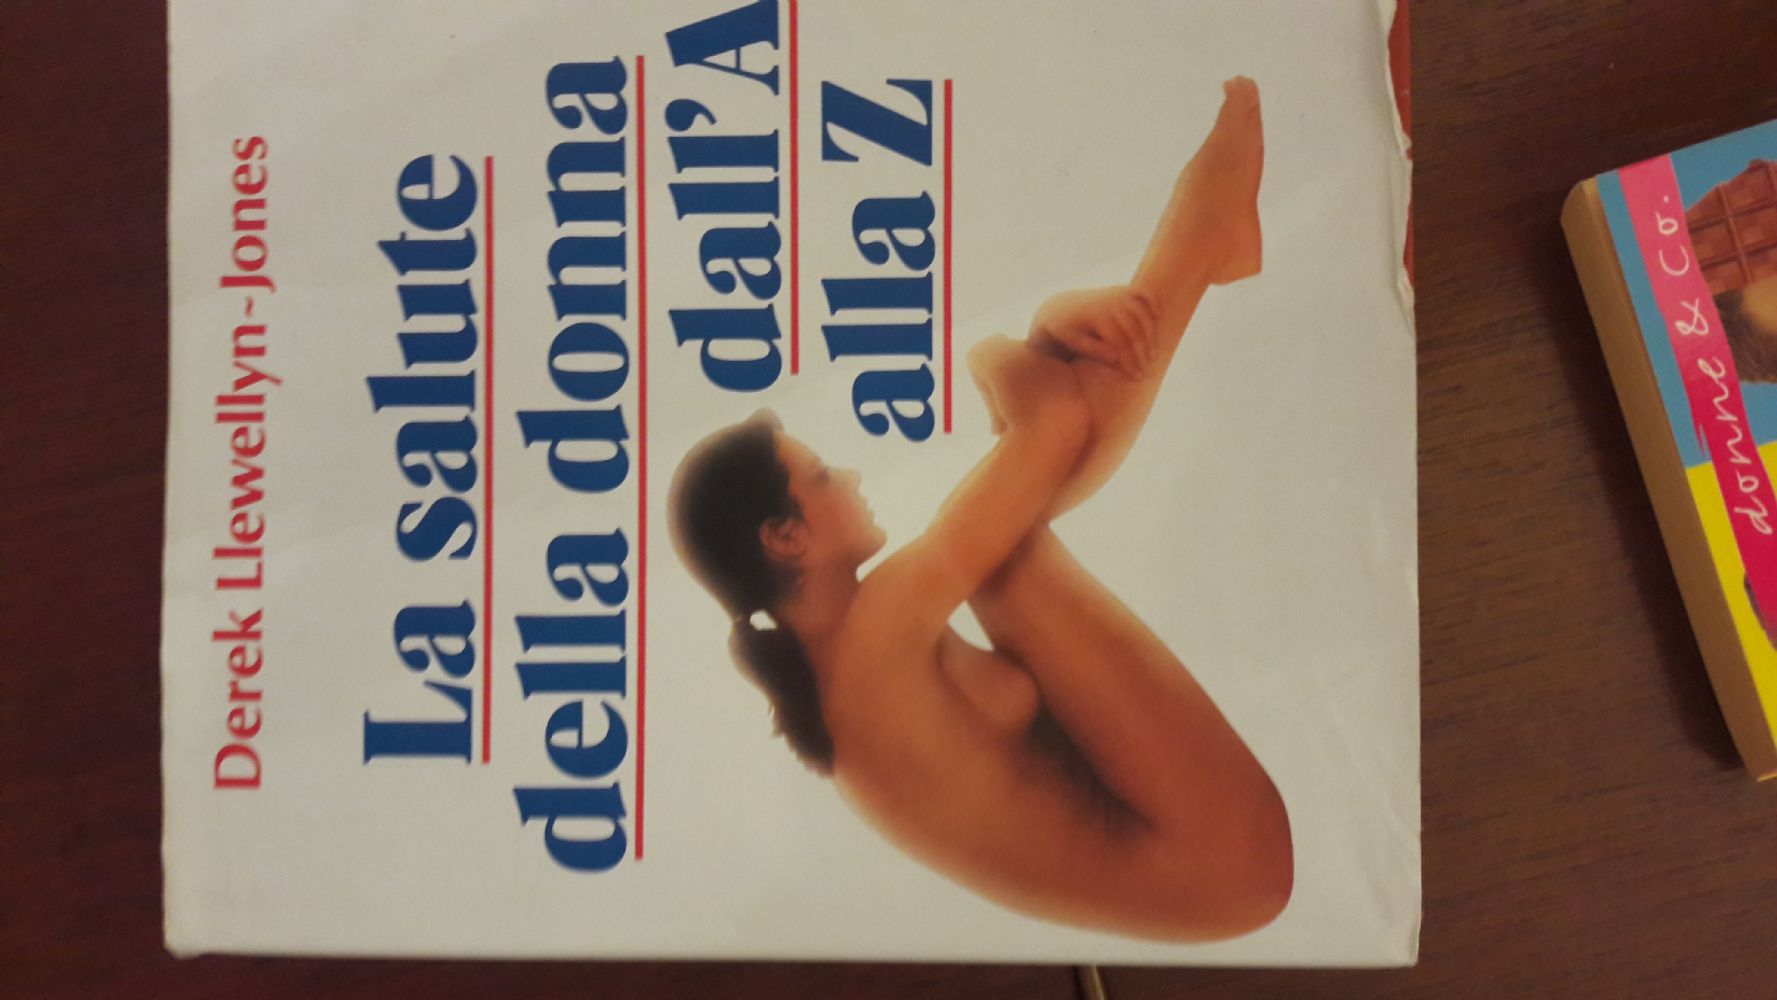 Derek Llewellyn-Jones
La salute
della donna
dall'A
alla Z
donne & Co.